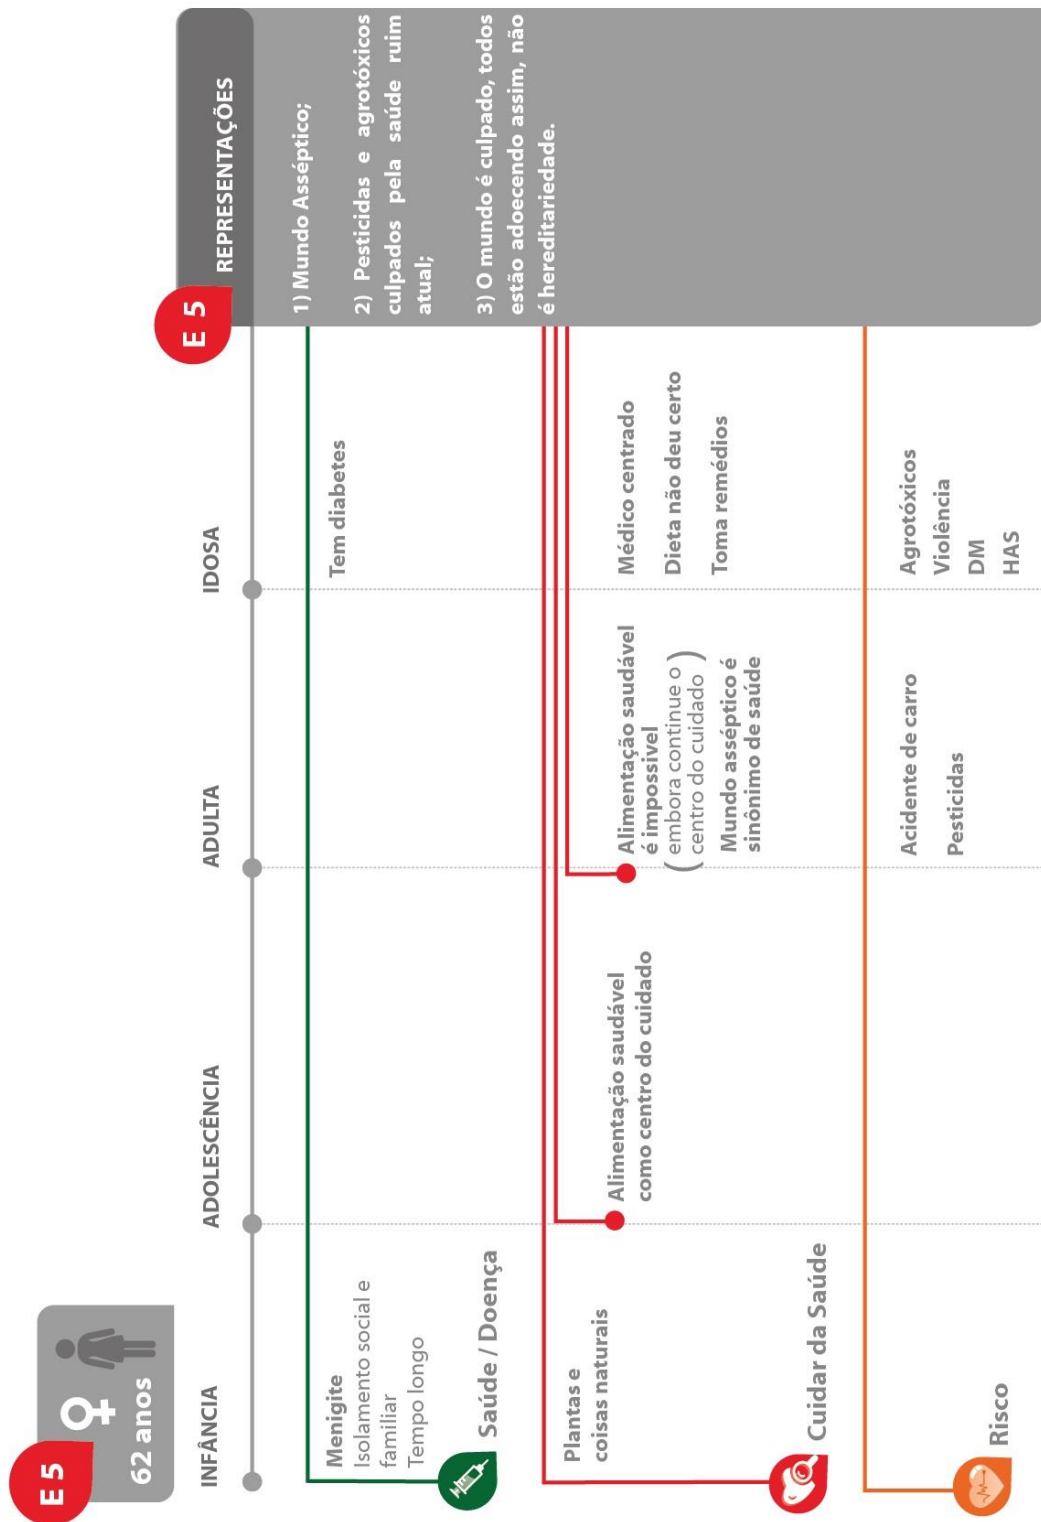 E 5
62 anos
INFÂNCIA
ADOLESCÊNCIA
ADULTA
IDOSA
E 5
REPRESENTAÇÕES
Menigite
Isolamento social e
familiar
Tempo longo
Saúde / Doença
Tem diabetes
1) Mundo Asséptico;
2) Pesticidas e agrotóxicos
culpados pela saúde ruim
atual;
3) O mundo é culpado, todos
estão adoecendo assim, não
é hereditariedade.
Plantas e
coisas naturais
Cuidar da Saúde
Alimentação saudável
como centro do cuidado
Alimentação saudável
é impossivel
(embora continue o
centro do cuidado)
Mundo asséptico é
sinônimo de saúde
Médico centrado
Dieta não deu certo
Toma remédios
Risco
Acidente de carro
Pesticidas
Agrotóxicos
Violência
DM
HAS